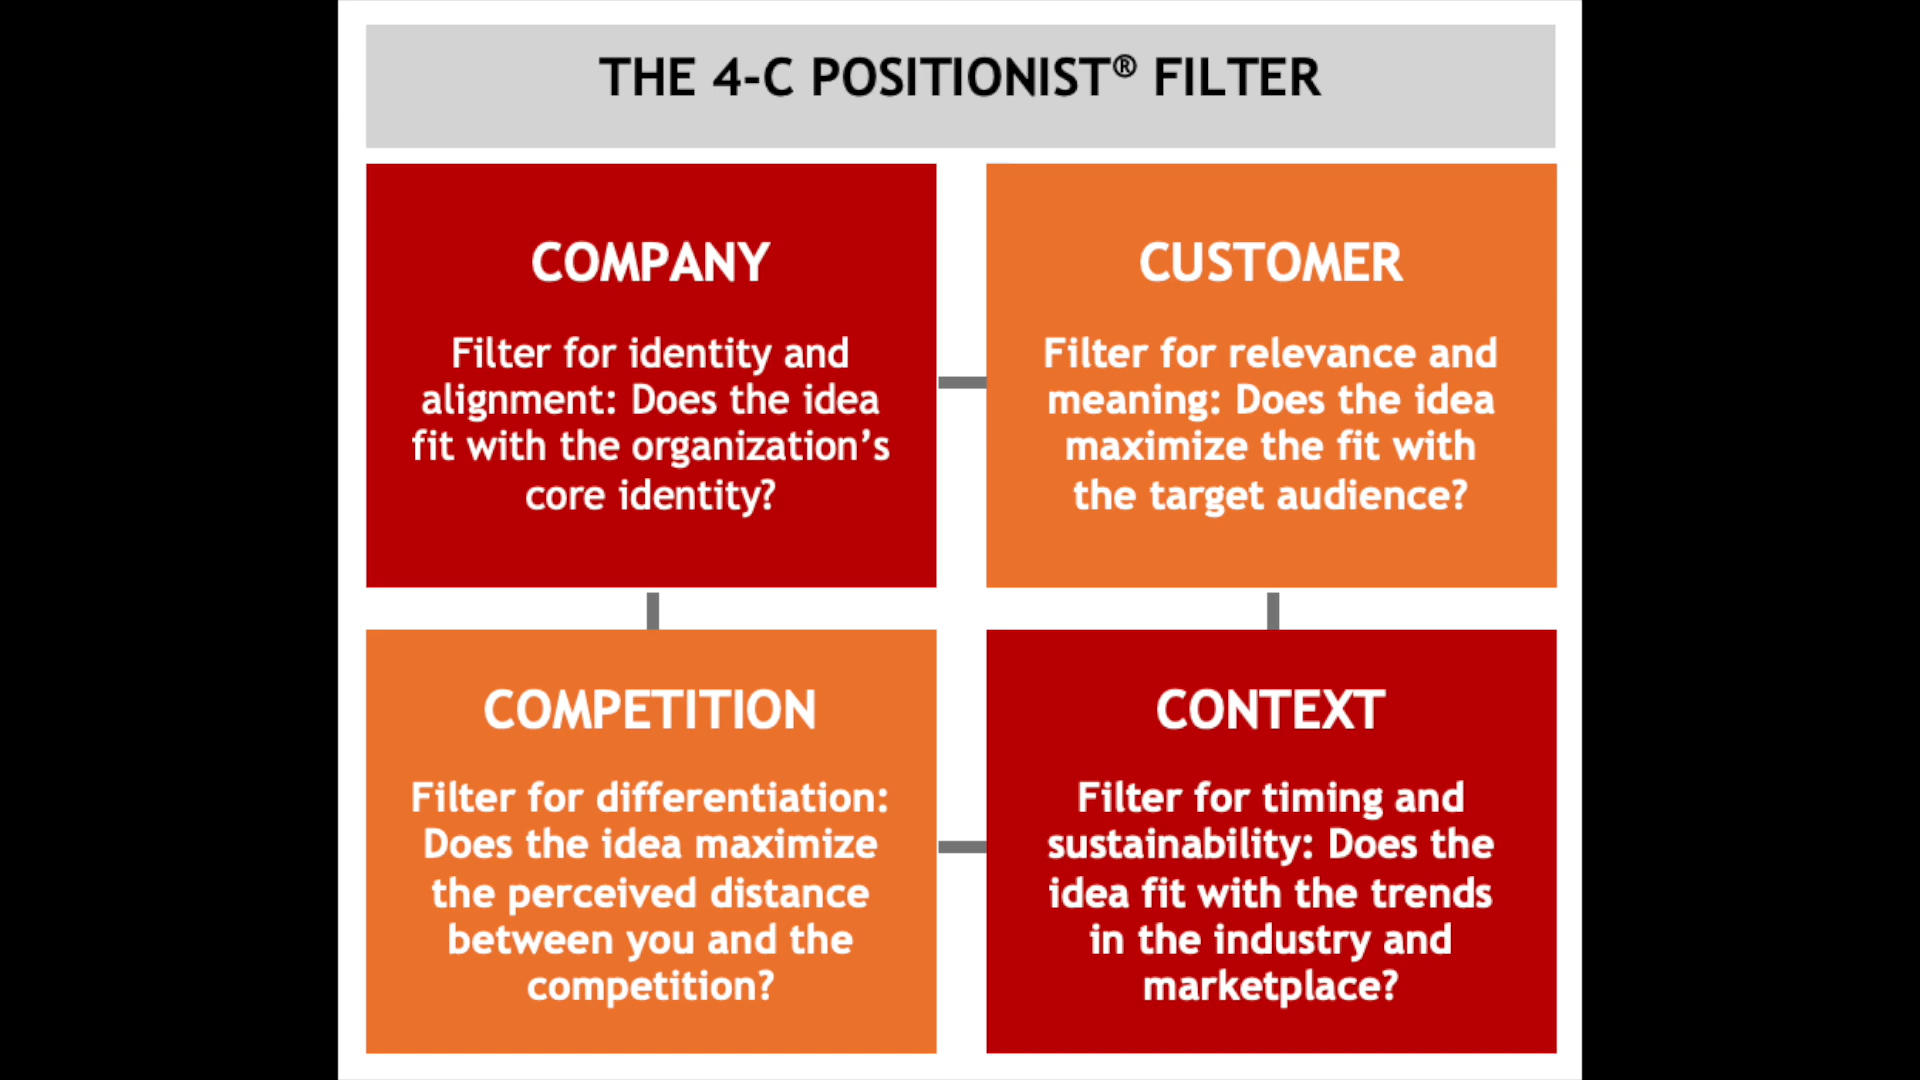 THE 4-C POSITIONIST® FILTER
COMPANY
Filter for identity and
alignment: Does the idea
fit with the organization’s
core identity?
CUSTOMER
Filter for relevance and
meaning: Does the idea
maximize the fit with
the target audience?
COMPETITION
Filter for differentiation:
Does the idea maximize
the perceived distance
between you and the
competition?
CONTEXT
Filter for timing and
sustainability: Does the
idea fit with the trends
in the industry and
marketplace?